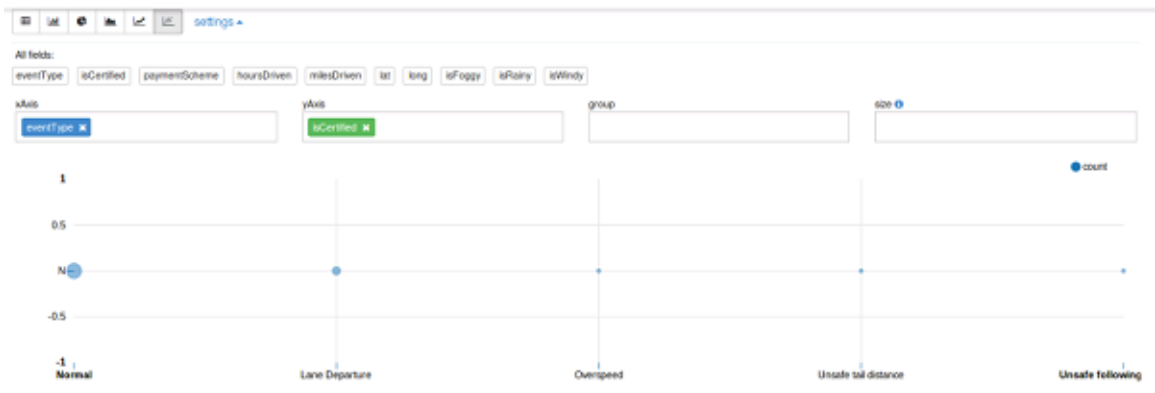 settings
All fields:
eventType isCertified paymentScheme hoursDriven milesDriven lat long isFoggy isRainy isWindy
xAxis yAxis group size
eventType isCertified
count
1
0.5
N
-0.5
-1
Normal Lane Departure Overspeed Unsafe tail distance Unsafe following